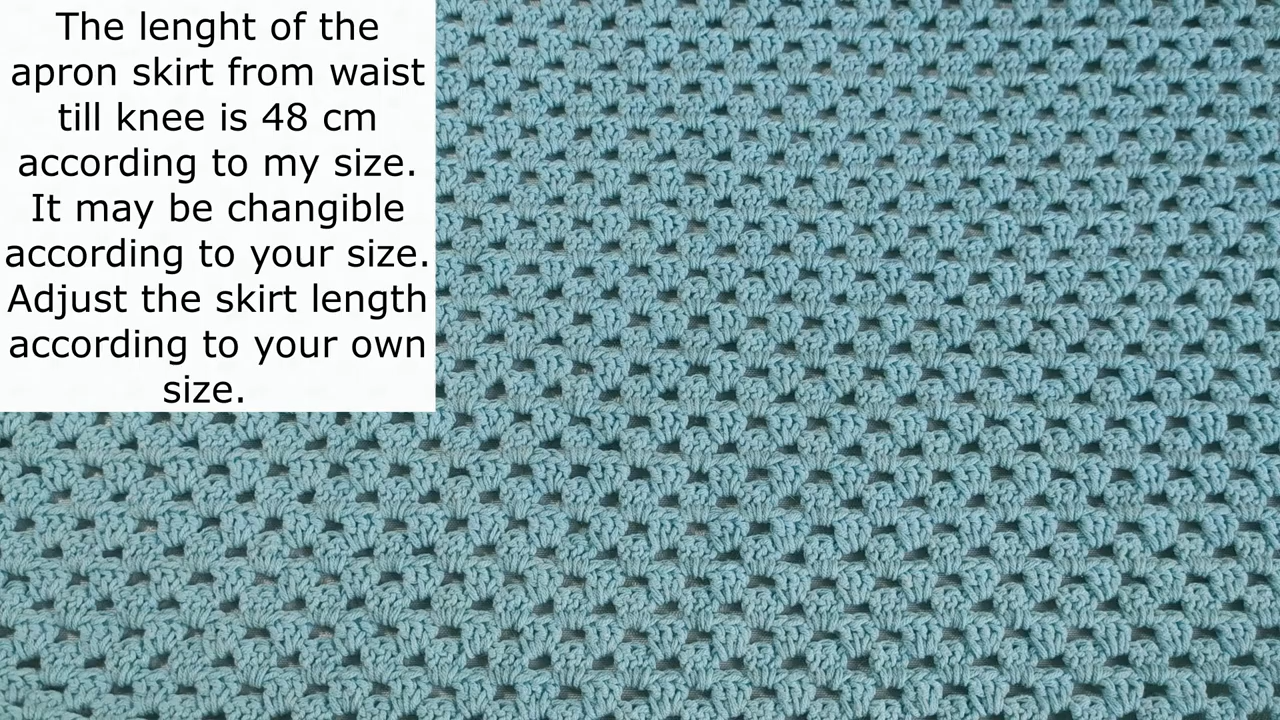 The lenght of the
apron skirt from waist
till knee is 48 cm
according to my size.
It may be changible
according to your size.
Adjust the skirt length
according to your own
size.